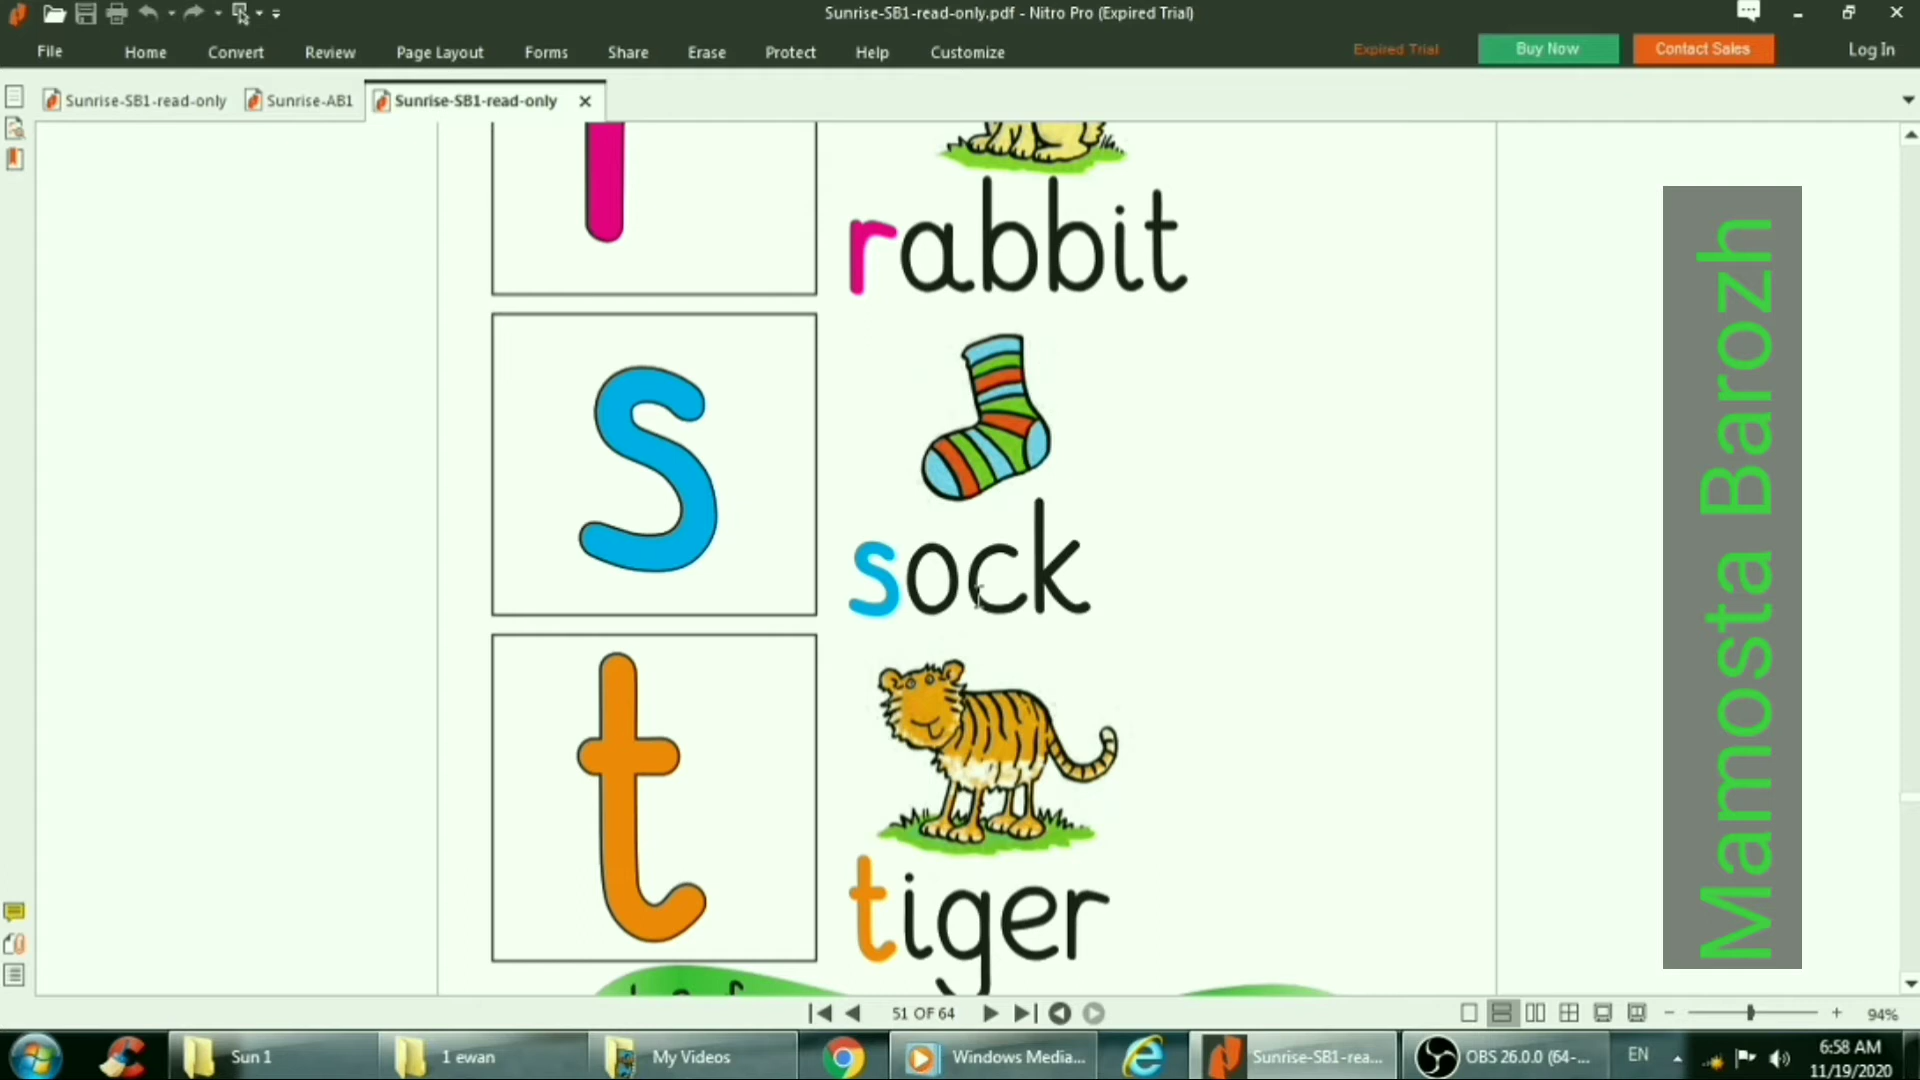 Sunrise-SB1-read-only.pdf - Nitro Pro (Expired Trial)
File Home Convert Review Page Layout Forms Share Erase Protect Help Customize
Expired Trial Buy Now Contact Sales Log In
Sunrise-SB1-read-only Sunrise-AB1 Sunrise-SB1-read-only
rabbit
s
sock
t
tiger
Mamosta Barozh
51 OF 64
94%
Sun 1 1 ewan My Videos Windows Media... Sunrise-SB1-rea... OBS 26.0.0 (64-... EN 6:58 AM
11/19/2020